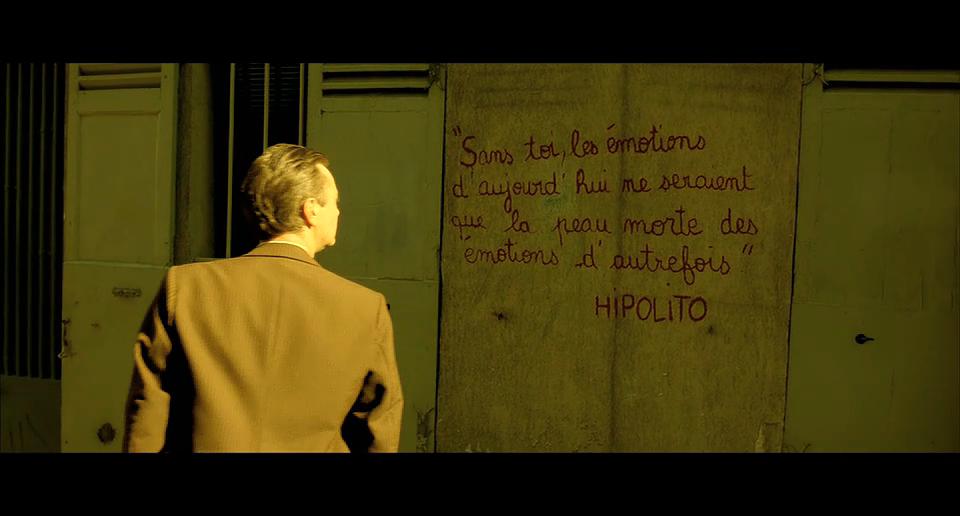 "Sans toi, les émotions
d'aujourd'hui ne seraient
que la peau morte des
émotions d'autrefois"
HiPOLiTO